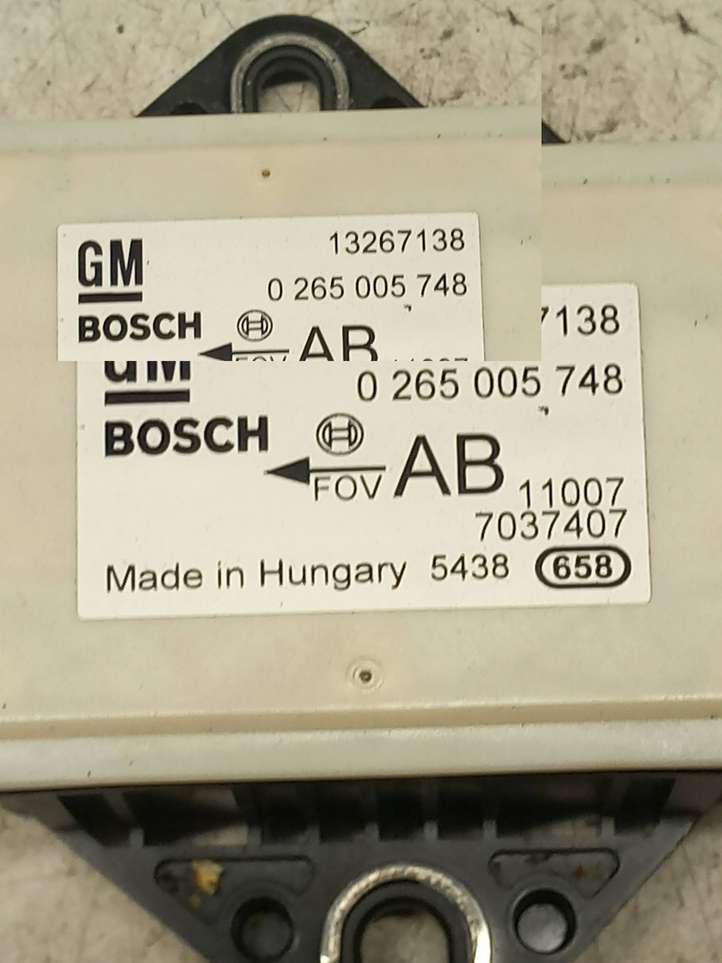 GM 13267138
0 265 005 748
BOSCH AB
7138
GM 0 265 005 748
BOSCH AB
FOV 11007
7037407
Made in Hungary 5438 658